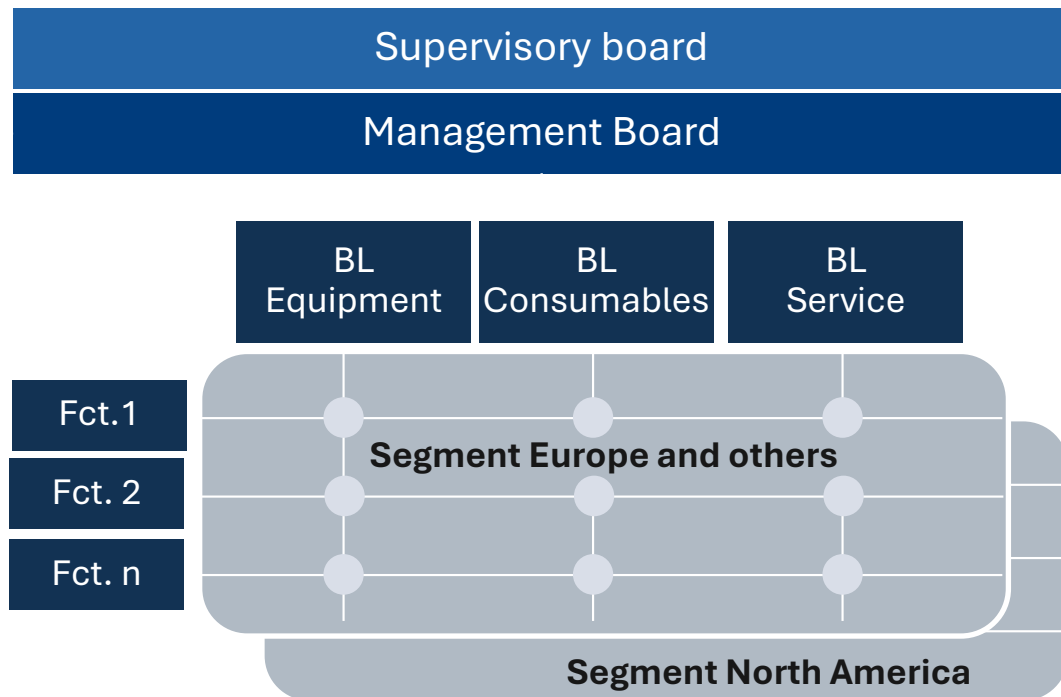 Supervisory board
Management Board
BL
Equipment
BL
Consumables
BL
Service
Fct.1
Segment Europe and others
Fct. 2
Fct. n
Segment North America